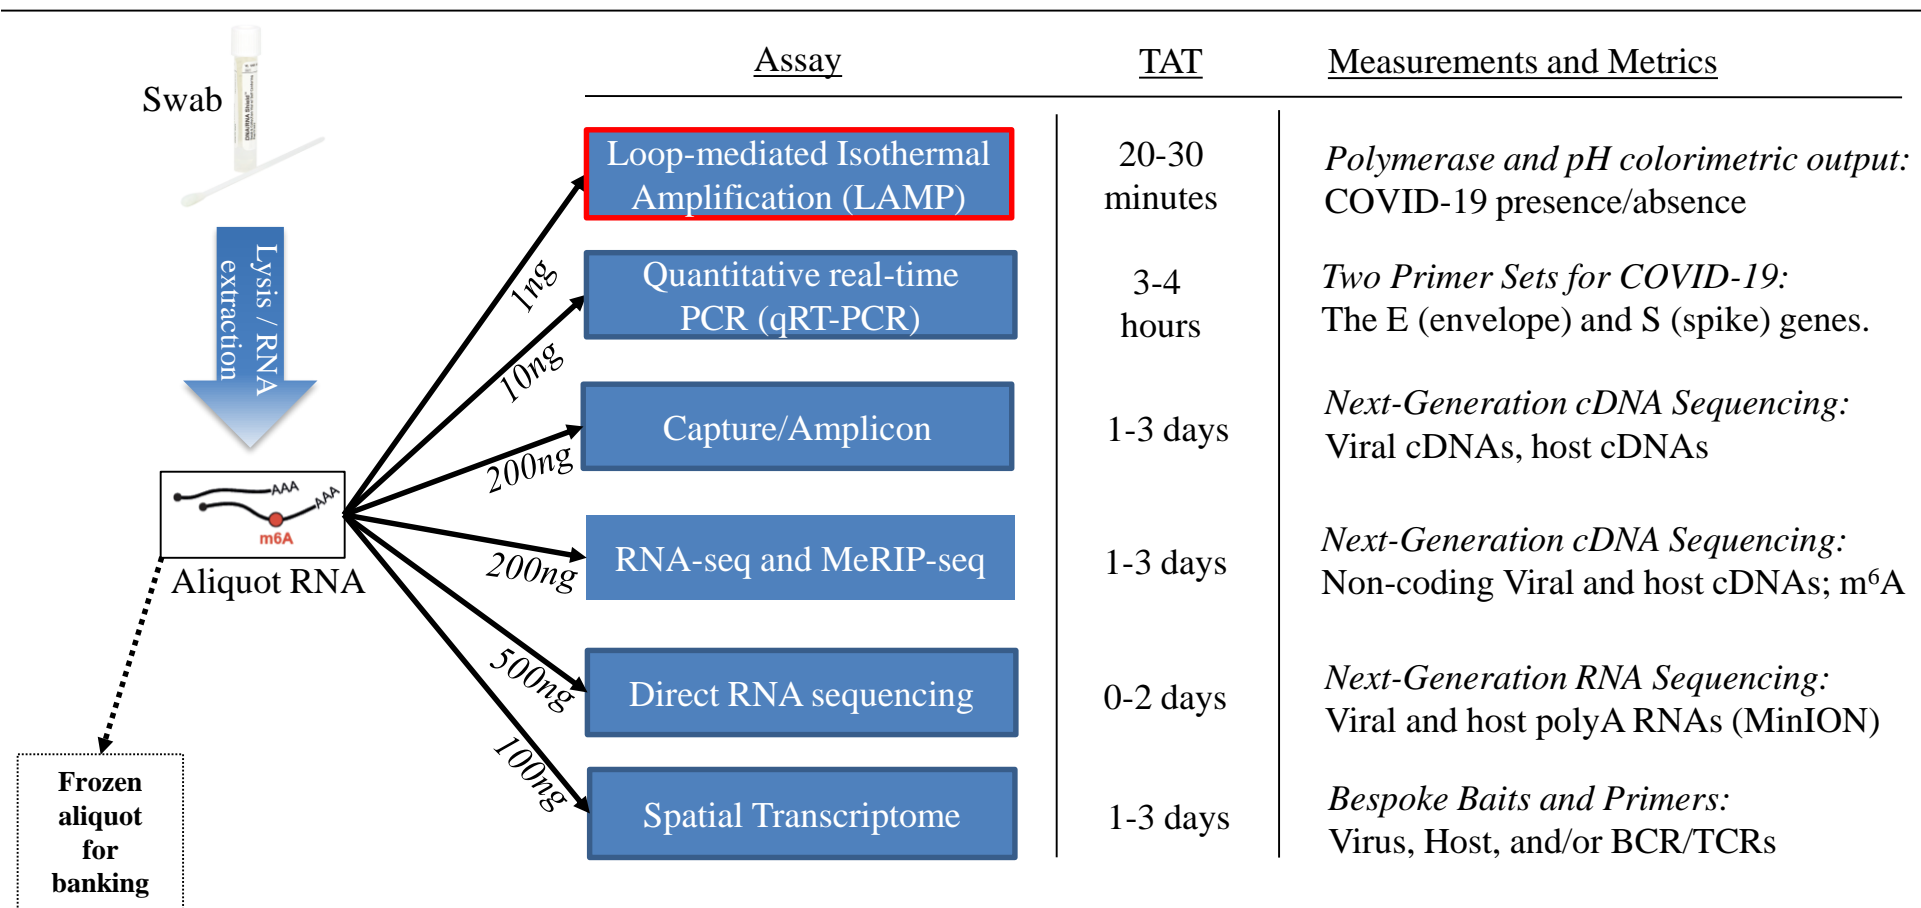 Assay
TAT
Measurements and Metrics
Swab
DNA/RNA Shield
Lysis / RNA
extraction
AAA
AAA
m6A
Aliquot RNA
Frozen
aliquot
for
banking
1ng
Loop-mediated Isothermal
Amplification (LAMP)
20-30
minutes
Polymerase and pH colorimetric output:
COVID-19 presence/absence
10ng
Quantitative real-time
PCR (qRT-PCR)
3-4
hours
Two Primer Sets for COVID-19:
The E (envelope) and S (spike) genes.
200ng
Capture/Amplicon
1-3 days
Next-Generation cDNA Sequencing:
Viral cDNAs, host cDNAs
200ng
RNA-seq and MeRIP-seq
1-3 days
Next-Generation cDNA Sequencing:
Non-coding Viral and host cDNAs; m⁶A
500ng
Direct RNA sequencing
0-2 days
Next-Generation RNA Sequencing:
Viral and host polyA RNAs (MinION)
100ng
Spatial Transcriptome
1-3 days
Bespoke Baits and Primers:
Virus, Host, and/or BCR/TCRs